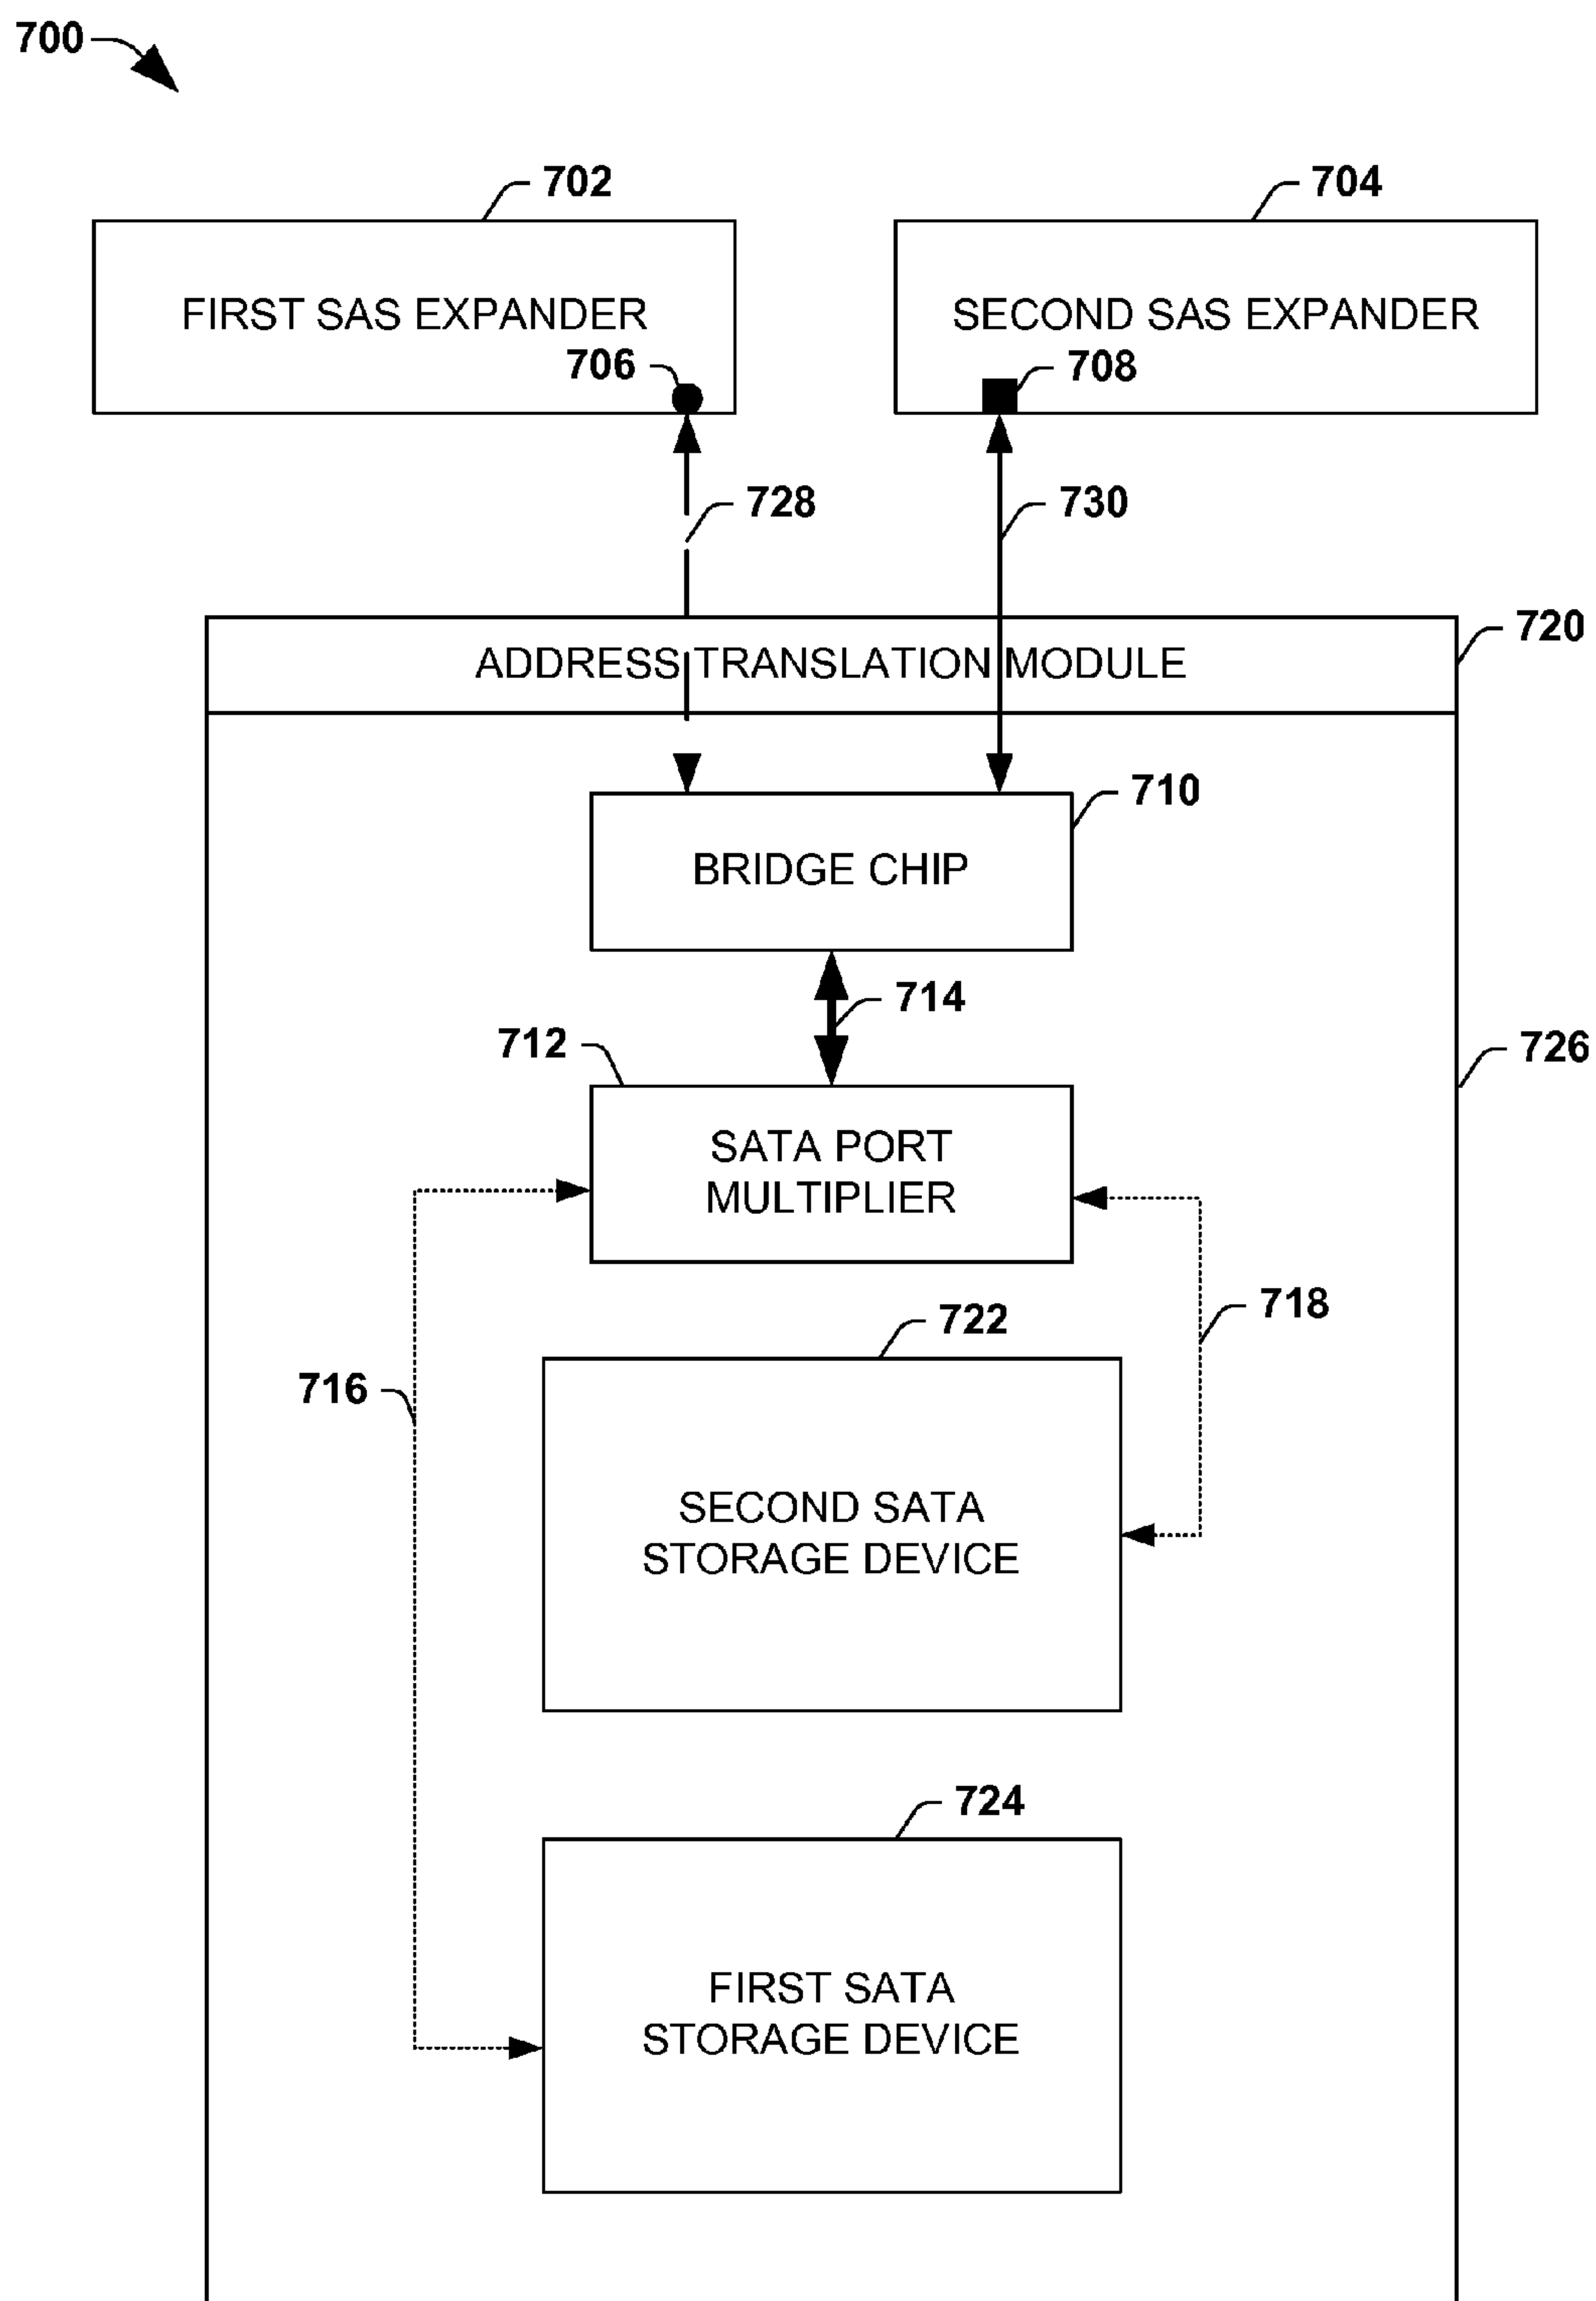 700
702
704
FIRST SAS EXPANDER
SECOND SAS EXPANDER
706
708
728
730
720
ADDRESS TRANSLATION MODULE
710
BRIDGE CHIP
714
712
726
SATA PORT
MULTIPLIER
718
722
716
SECOND SATA
STORAGE DEVICE
724
FIRST SATA
STORAGE DEVICE